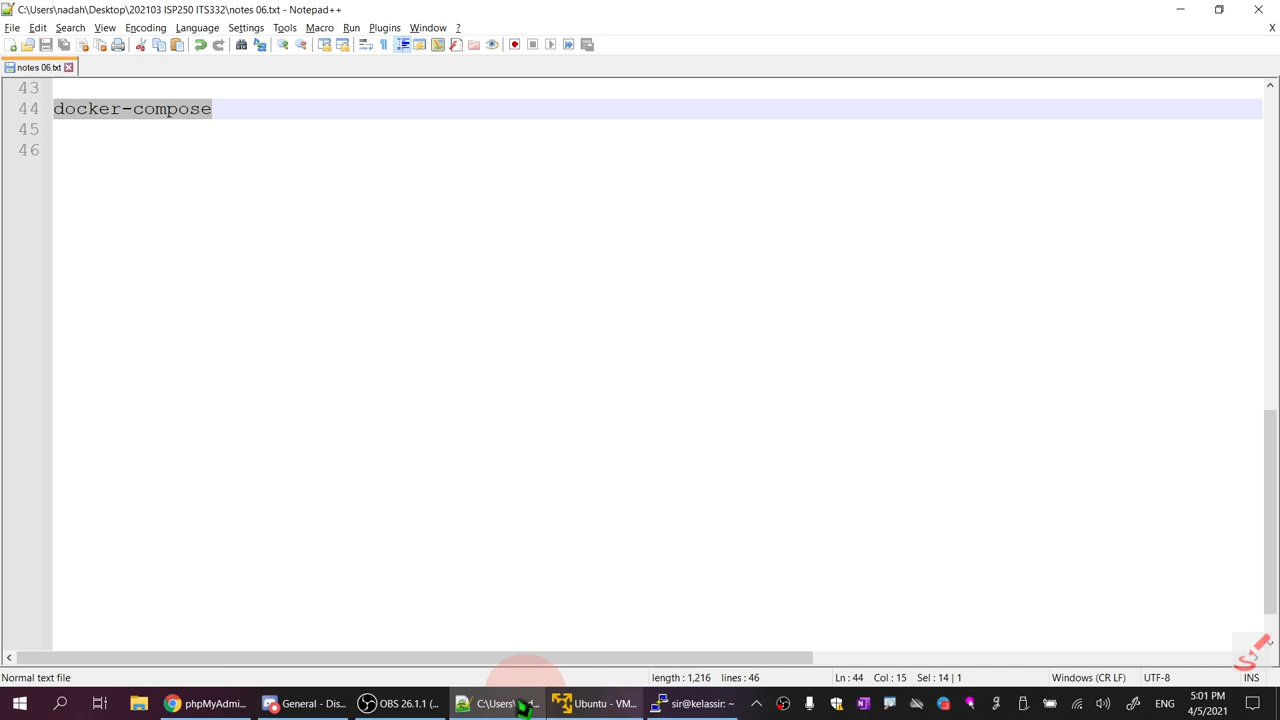 C:\Users\nadah\Desktop\202103 ISP250 ITS332\notes 06.txt - Notepad++
File Edit Search View Encoding Language Settings Tools Macro Run Plugins Window ? X
notes 06.txt
43
44 docker-compose
45
46
Normal text file length : 1,216 lines : 46 Ln : 44 Col : 15 Sel : 14 | 1 Windows (CR LF) UTF-8 INS
phpMyAdmi... General - Dis... OBS 26.1.1 (... C:\Users\ Ubuntu - VM... sir@kelassir: ~ ENG 5:01 PM
4/5/2021